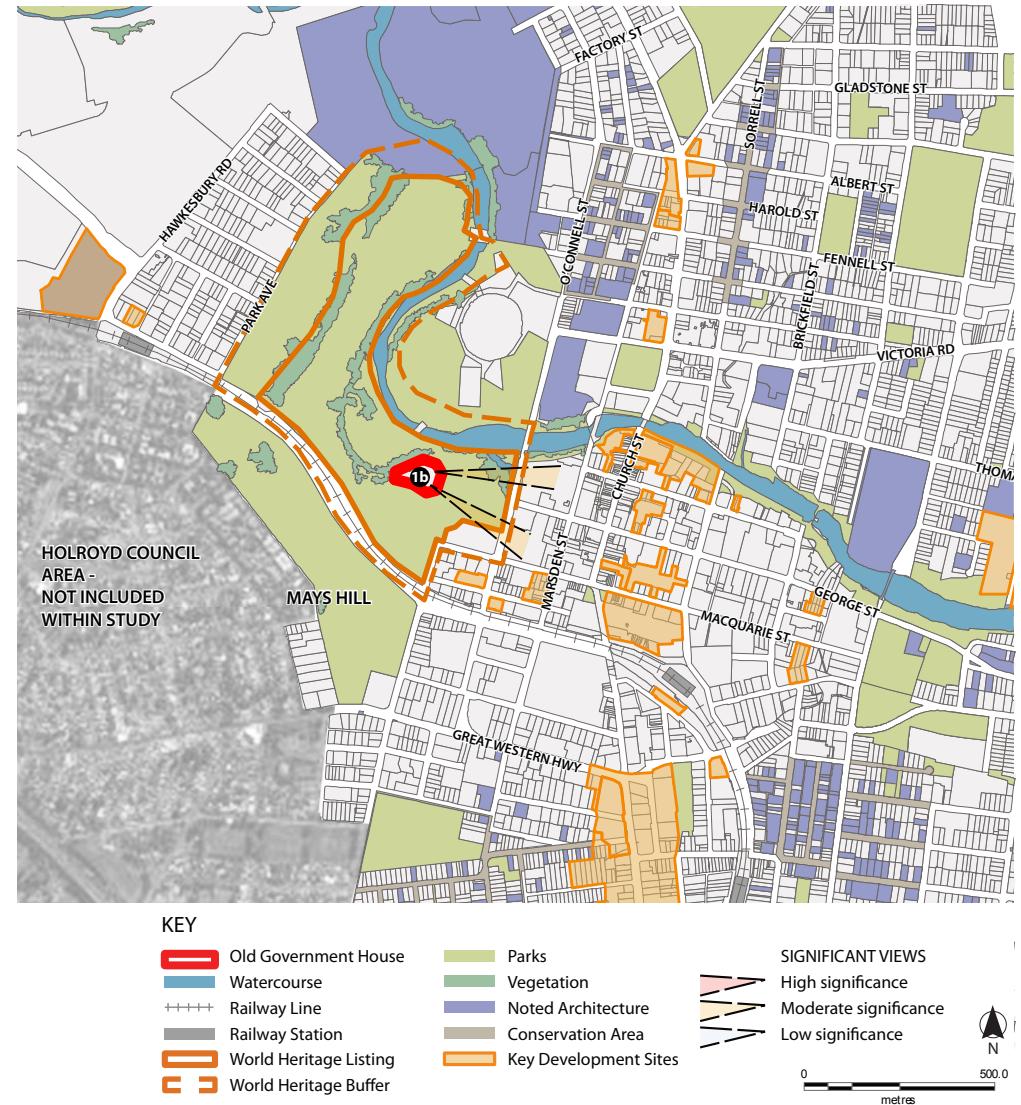 FACTORY ST
GLADSTONE ST
SORRELL ST
ALBERT ST
HAWKESBURY RD
HAROLD ST
O'CONNELL ST
FENNELL ST
PARK AVE
BRICKFIELD ST
VICTORIA RD
CHURCH ST
1b
HOLROYD COUNCIL
AREA -
NOT INCLUDED
WITHIN STUDY
MAYS HILL
MARSDEN ST
GEORGE ST
MACQUARIE ST
GREAT WESTERN HWY
KEY
Old Government House
Watercourse
Railway Line
Railway Station
World Heritage Listing
World Heritage Buffer
Parks
Vegetation
Noted Architecture
Conservation Area
Key Development Sites
SIGNIFICANT VIEWS
High significance
Moderate significance
Low significance
N
0 500.0
metres